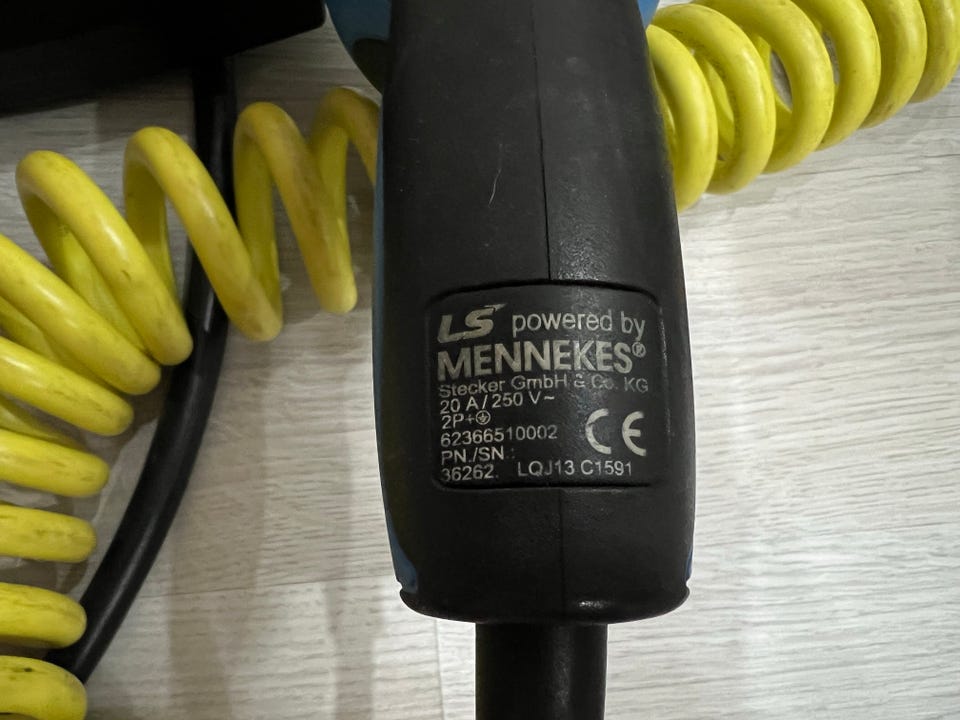 LS powered by
MENNEKES®
Stecker GmbH & Co. KG
20 A / 250 V ~
2P+⏚
62366510002
PN./SN.:
36262. LQJ13 C1591
CE